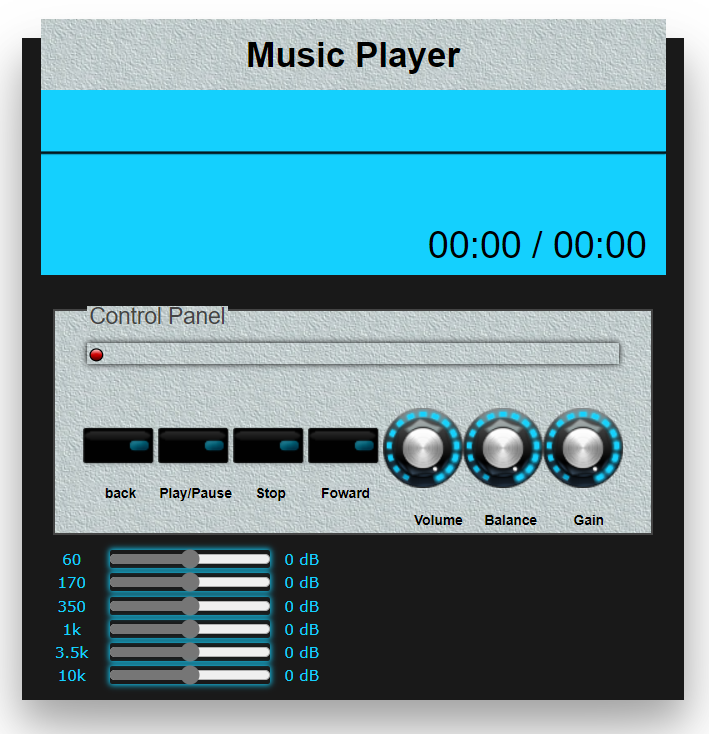 Music Player
00:00 / 00:00
Control Panel
back Play/Pause Stop Foward
Volume Balance Gain
60 0 dB
170 0 dB
350 0 dB
1k 0 dB
3.5k 0 dB
10k 0 dB